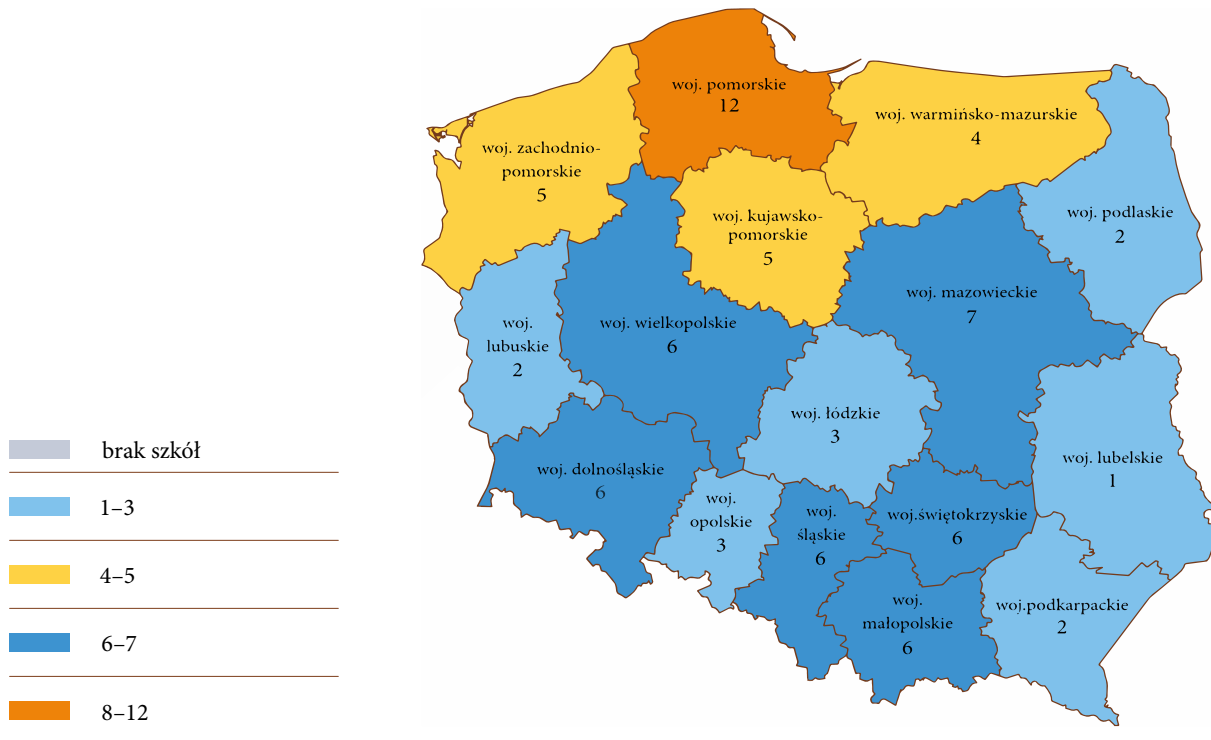 woj. pomorskie
12
woj. warmińsko-mazurskie
4
woj. zachodnio-
pomorskie
5
woj. podlaskie
2
woj. kujawsko-
pomorskie
5
woj. mazowieckie
7
woj.
lubuskie
2
woj. wielkopolskie
6
woj. łódzkie
3
woj. lubelskie
1
woj. dolnośląskie
6
woj.
opolskie
3
woj.
śląskie
6
woj.świętokrzyskie
6
woj.
małopolskie
6
woj.podkarpackie
2
brak szkół
1–3
4–5
6–7
8–12